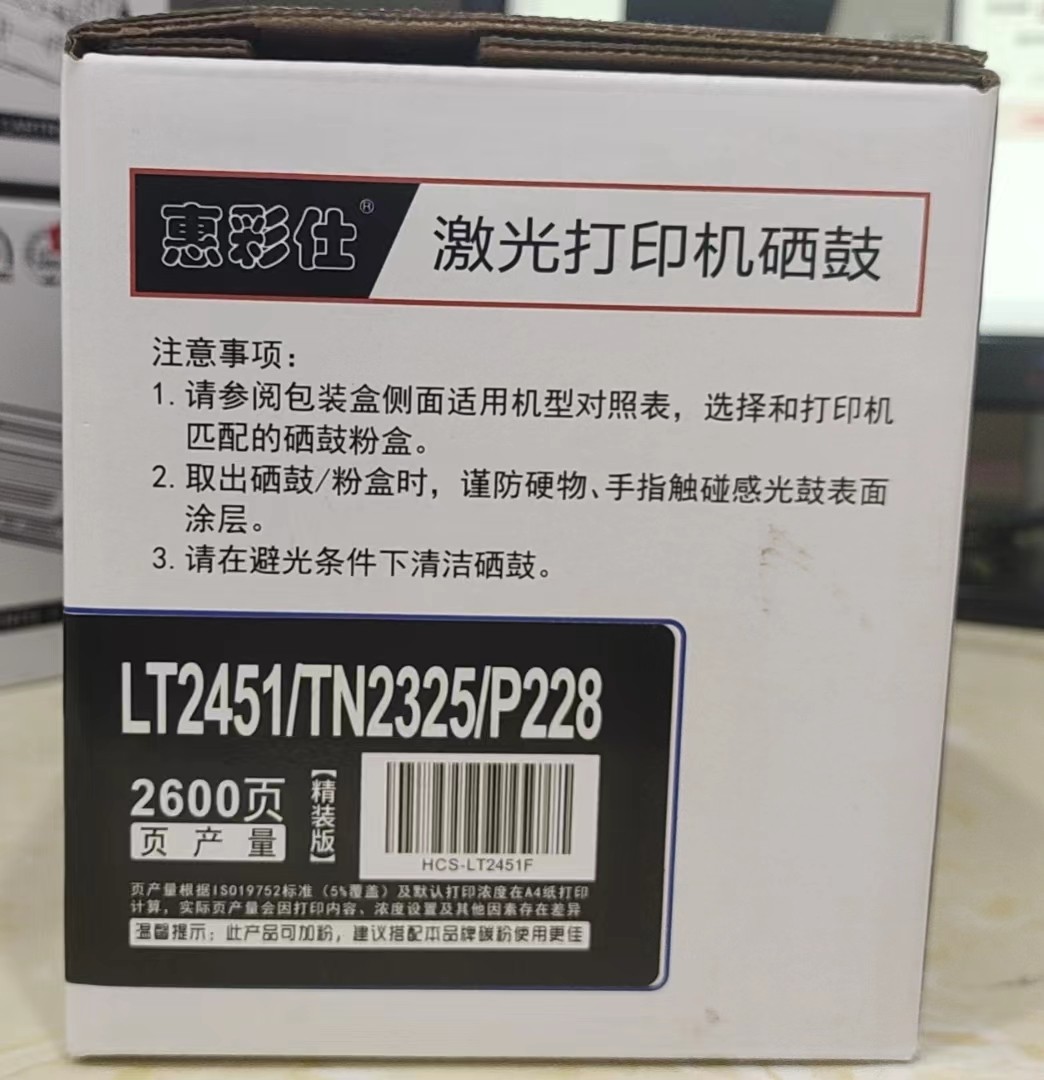 惠彩仕®
激光打印机硒鼓
注意事项:
1. 请参阅包装盒侧面适用机型对照表，选择和打印机
匹配的硒鼓粉盒。
2. 取出硒鼓/粉盒时，谨防硬物、手指触碰感光鼓表面
涂层。
3. 请在避光条件下清洁硒鼓。
LT2451/TN2325/P228
2600页
页产量
【精装版】
HCS-LT2451F
页产量根据ISO19752标准（5%覆盖）及默认打印浓度在A4纸打印
计算，实际页产量会因打印内容、浓度设置及其他因素存在差异
温馨提示：此产品可加粉，建议搭配本品牌碳粉使用更佳